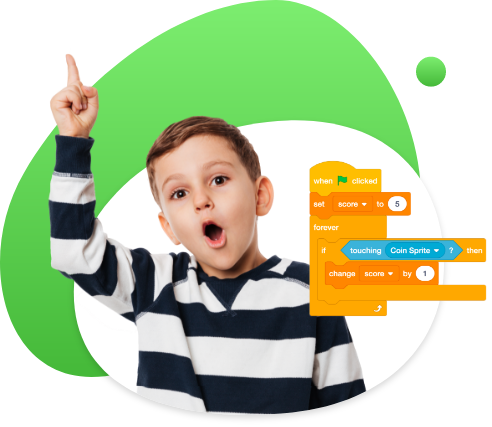 when clicked
set score to 5
forever
if touching Coin Sprite ? then
change score by 1